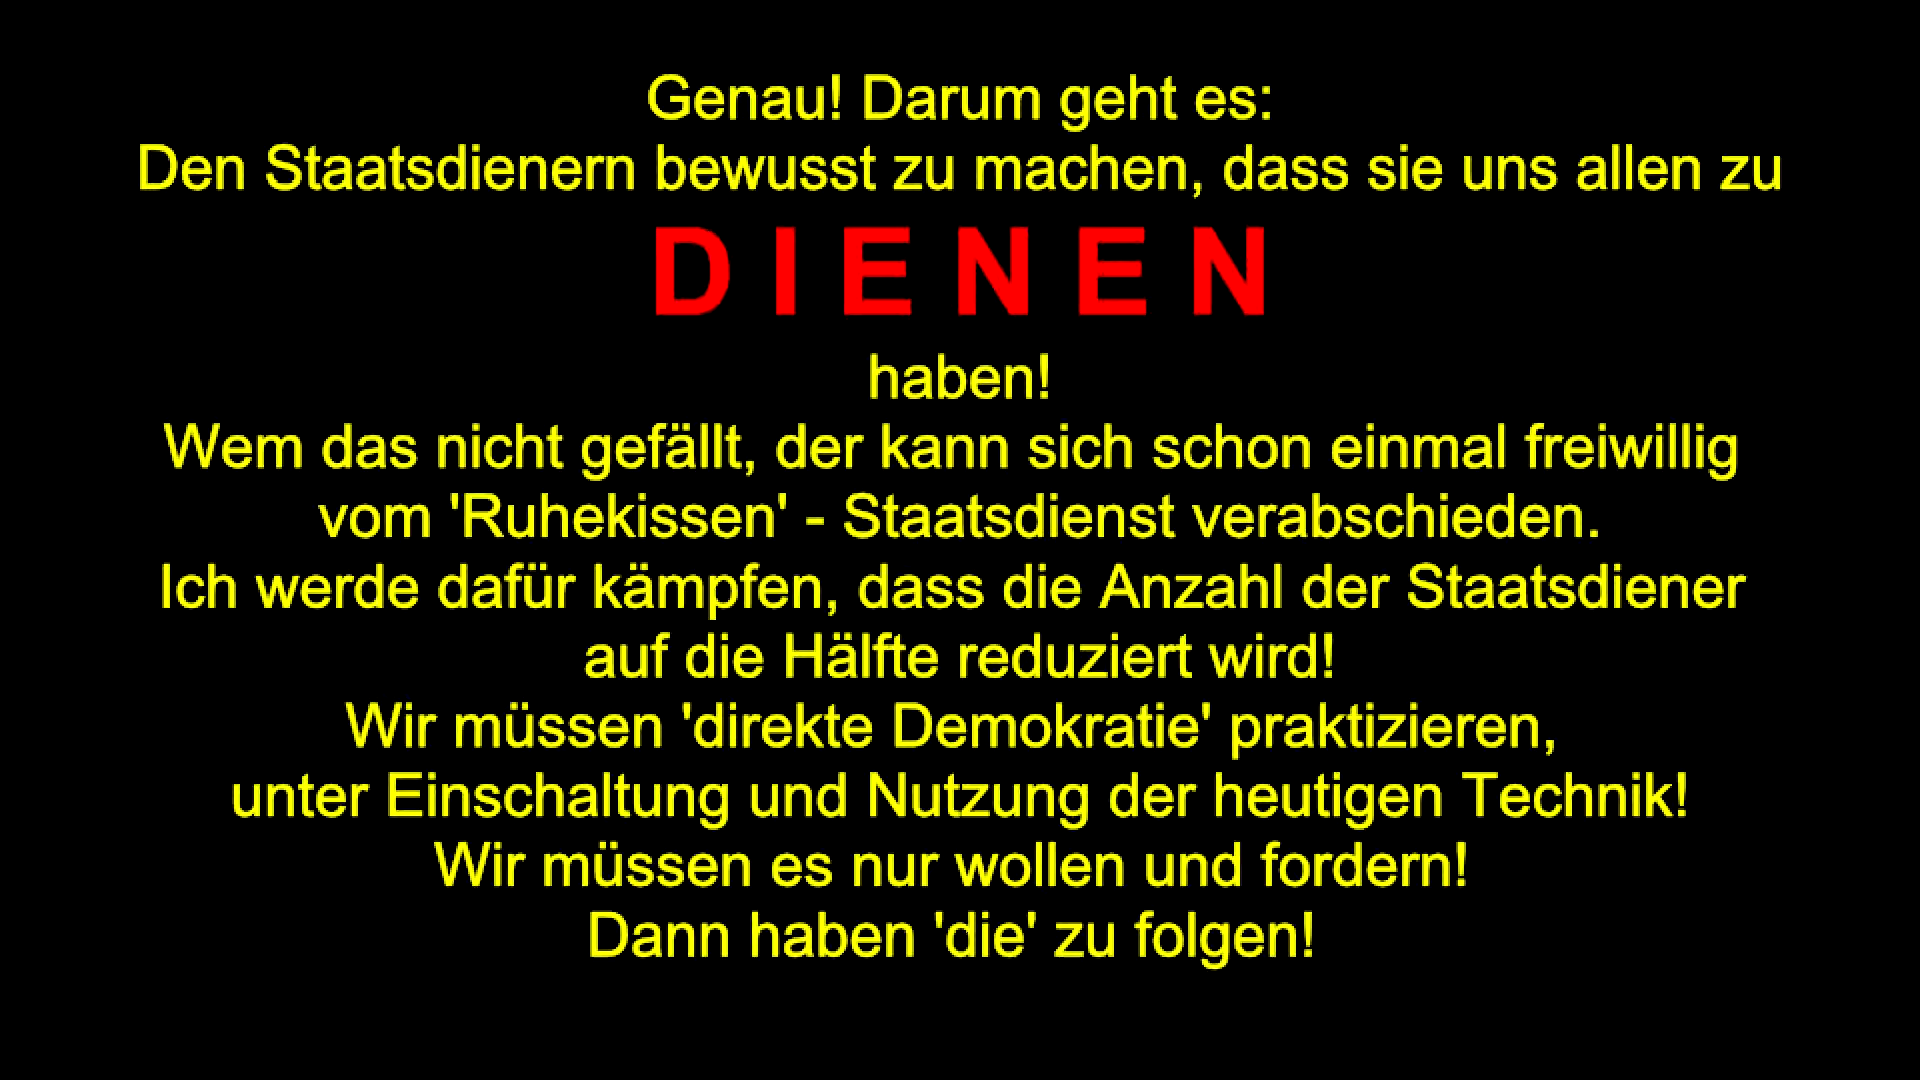 Genau! Darum geht es:
Den Staatsdienern bewusst zu machen, dass sie uns allen zu
D I E N E N
haben!
Wem das nicht gefällt, der kann sich schon einmal freiwillig
vom 'Ruhekissen' - Staatsdienst verabschieden.
Ich werde dafür kämpfen, dass die Anzahl der Staatsdiener
auf die Hälfte reduziert wird!
Wir müssen 'direkte Demokratie' praktizieren,
unter Einschaltung und Nutzung der heutigen Technik!
Wir müssen es nur wollen und fordern!
Dann haben 'die' zu folgen!